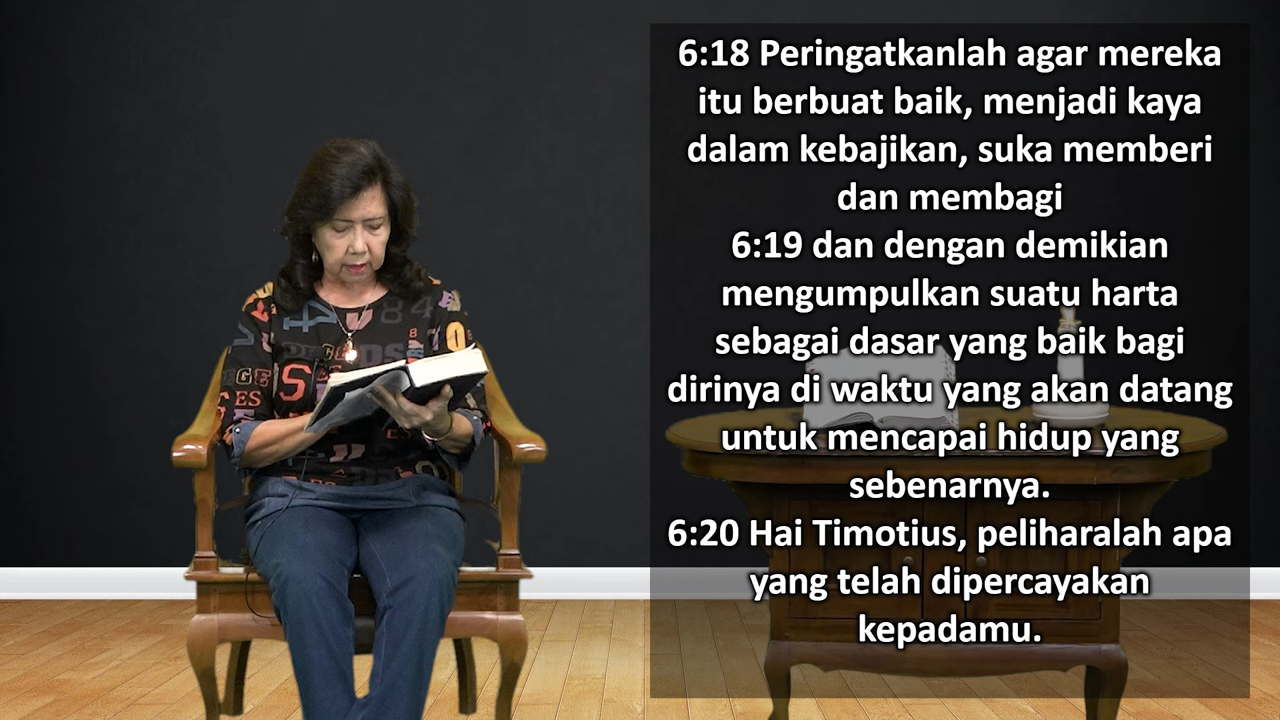 6:18 Peringatkanlah agar mereka
itu berbuat baik, menjadi kaya
dalam kebajikan, suka memberi
dan membagi
6:19 dan dengan demikian
mengumpulkan suatu harta
sebagai dasar yang baik bagi
dirinya di waktu yang akan datang
untuk mencapai hidup yang
sebenarnya.
6:20 Hai Timotius, peliharalah apa
yang telah dipercayakan
kepadamu.